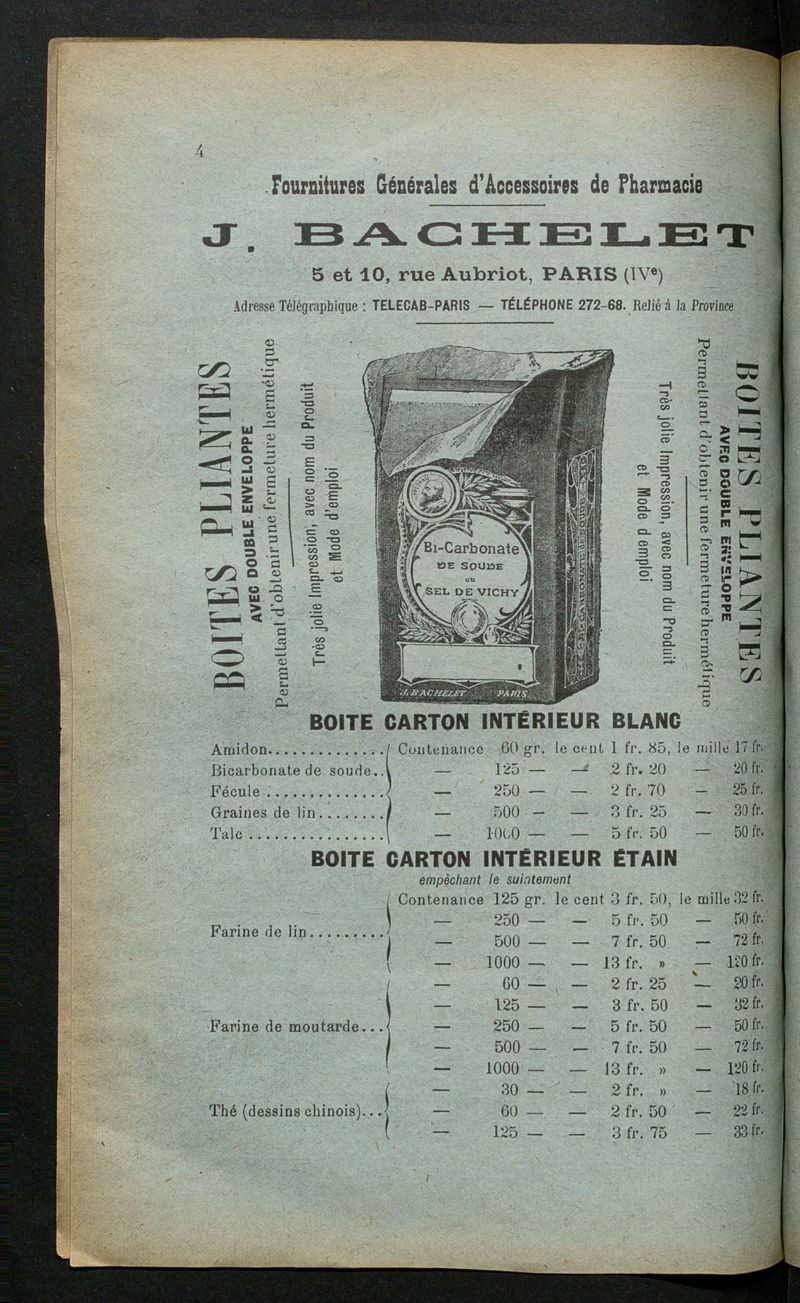 4
Fournitures Générales d'Accessoires de Pharmacie
J. BACHELET
5 et 10, rue Aubriot, PARIS (IVe)
Adresse Télégraphique : TELECAB-PARIS — TÉLÉPHONE 272-68. Relié à la Province
BOITES PLIANTES
AVEC DOUBLE ENVELOPPE
Permettant d'obtenir une fermeture hermétique
Très jolie Impression, avec nom du Produit
et Mode d'emploi
Bi-Carbonate
DE SOUDE
ou
SEL DE VICHY
J. BACHELET PARIS
Très jolie Impression, avec nom du Produit
et Mode d'emploi
Permettant d'obtenir une fermeture hermétique
AVEC DOUBLE ENVELOPPE
BOITES PLIANTES
BOITE CARTON INTÉRIEUR BLANC
Amidon.............. Contenance 60 gr. le cent 1 fr. 85, le mille 17 fr.
Bicarbonate de soude.. — 125 — — 2 fr. 20 — 20 fr.
Fécule .............. — 250 — — 2 fr. 70 — 25 fr.
Graines de lin........ — 500 — — 3 fr. 25 — 30 fr.
Talc ................ — 1000 — — 5 fr. 50 — 50 fr.
BOITE CARTON INTÉRIEUR ÉTAIN
empêchant le suintement
Contenance 125 gr. le cent 3 fr. 50, le mille 32 fr.
— 250 — — 5 fr. 50 — 50 fr.
Farine de lin.........
— 500 — — 7 fr. 50 — 72 fr.
— 1000 — — 13 fr. » — 120 fr.
— 60 — — 2 fr. 25 — 20 fr.
— 125 — — 3 fr. 50 — 32 fr.
Farine de moutarde... — 250 — — 5 fr. 50 — 50 fr.
— 500 — — 7 fr. 50 — 72 fr.
— 1000 — — 13 fr. » — 120 fr.
— 30 — — 2 fr. » — 18 fr.
Thé (dessins chinois)... — 60 — — 2 fr. 50 — 22 fr.
— 125 — — 3 fr. 75 — 33 fr.